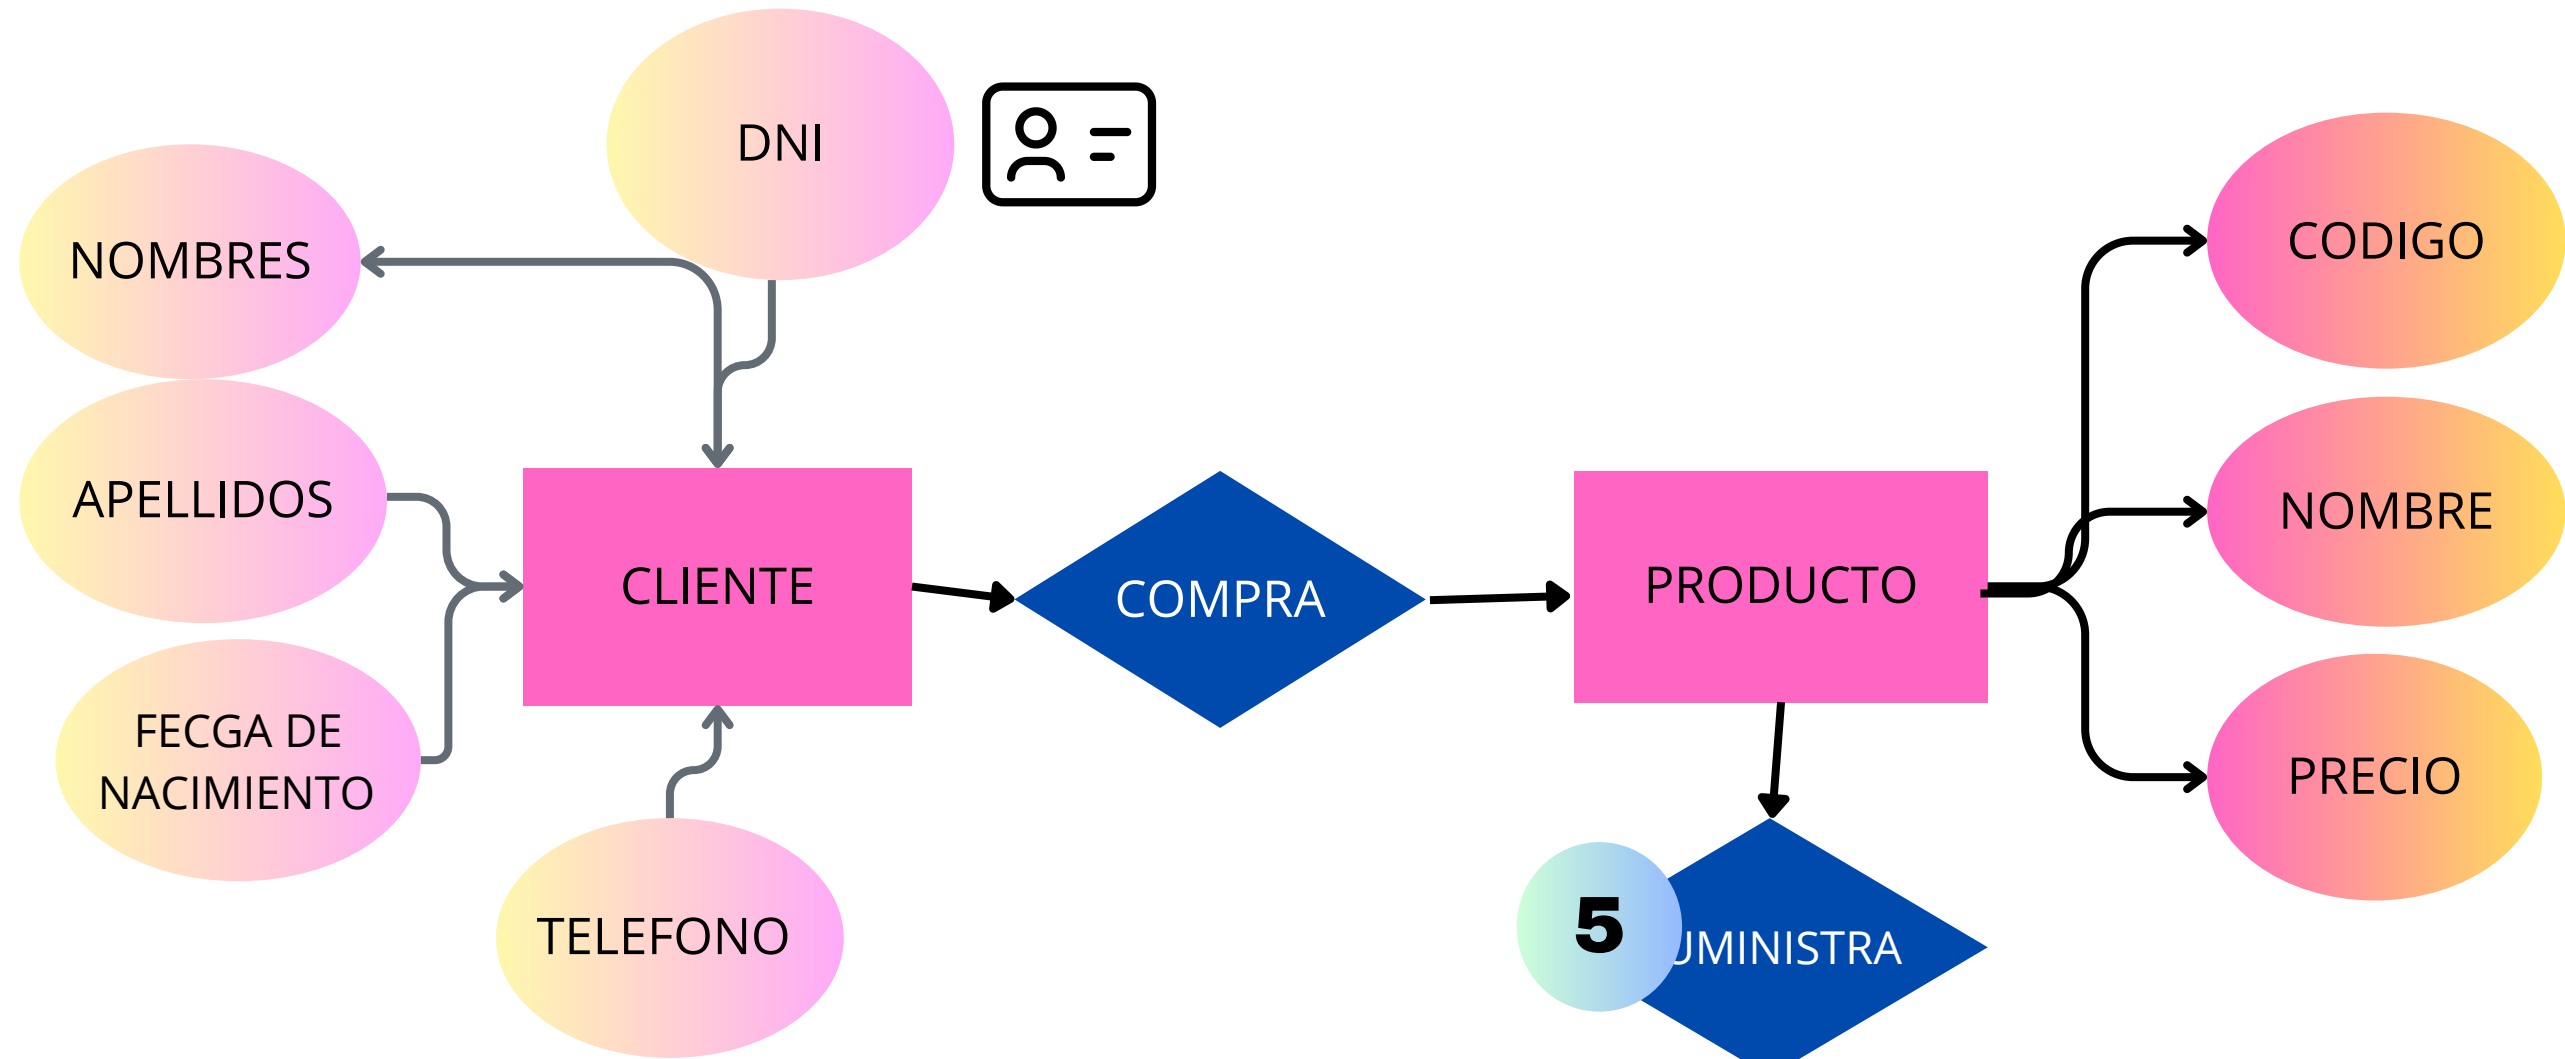 DNI
NOMBRES
CODIGO
APELLIDOS
NOMBRE
CLIENTE
COMPRA
PRODUCTO
FECGA DE
NACIMIENTO
PRECIO
TELEFONO
5
UMINISTRA